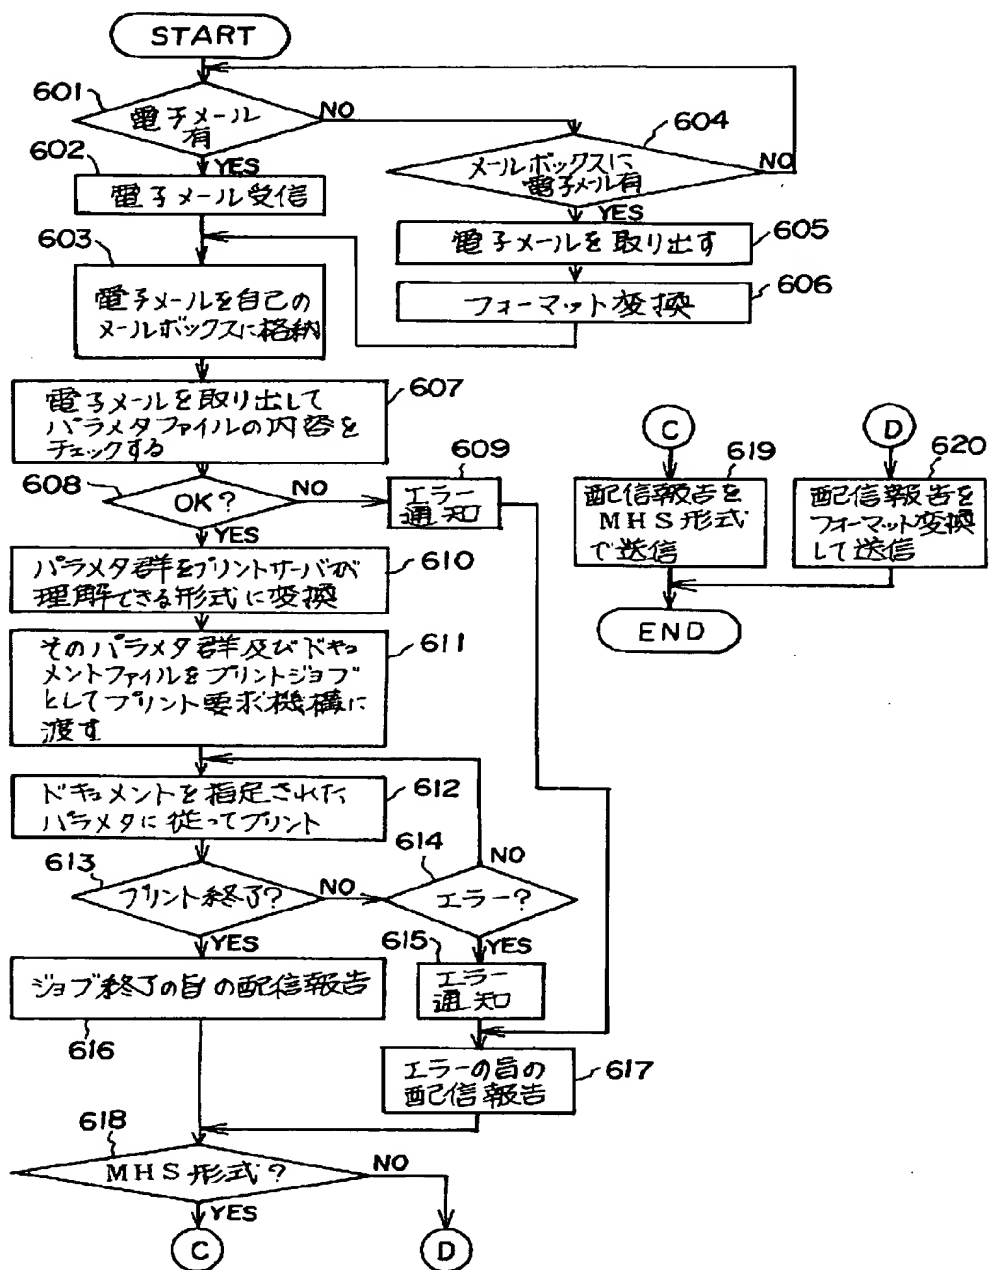 START
601
電子メール
有
NO
YES
602
電子メール受信
603
電子メールを自己の
メールボックスに格納
604
メールボックスに
電子メール有
NO
YES
電子メールを取り出す
605
フォーマット変換
606
電子メールを取り出して
パラメタファイルの内容を
チェックする
607
608
OK?
NO
YES
609
エラー
通知
パラメタ群をプリントサーバが
理解できる形式に変換
610
そのパラメタ群及びドキュ
メントファイルをプリントジョブ
としてプリント要求機構に
渡す
611
ドキュメントを指定された
パラメタに従ってプリント
612
613
プリント終了?
NO
YES
614
エラー?
NO
YES
615
エラー
通知
ジョブ終了の旨の配信報告
616
エラーの旨の
配信報告
617
618
MHS形式?
NO
YES
C
D
C
619
配信報告を
MHS形式
で送信
D
620
配信報告を
フォーマット変換
して送信
END